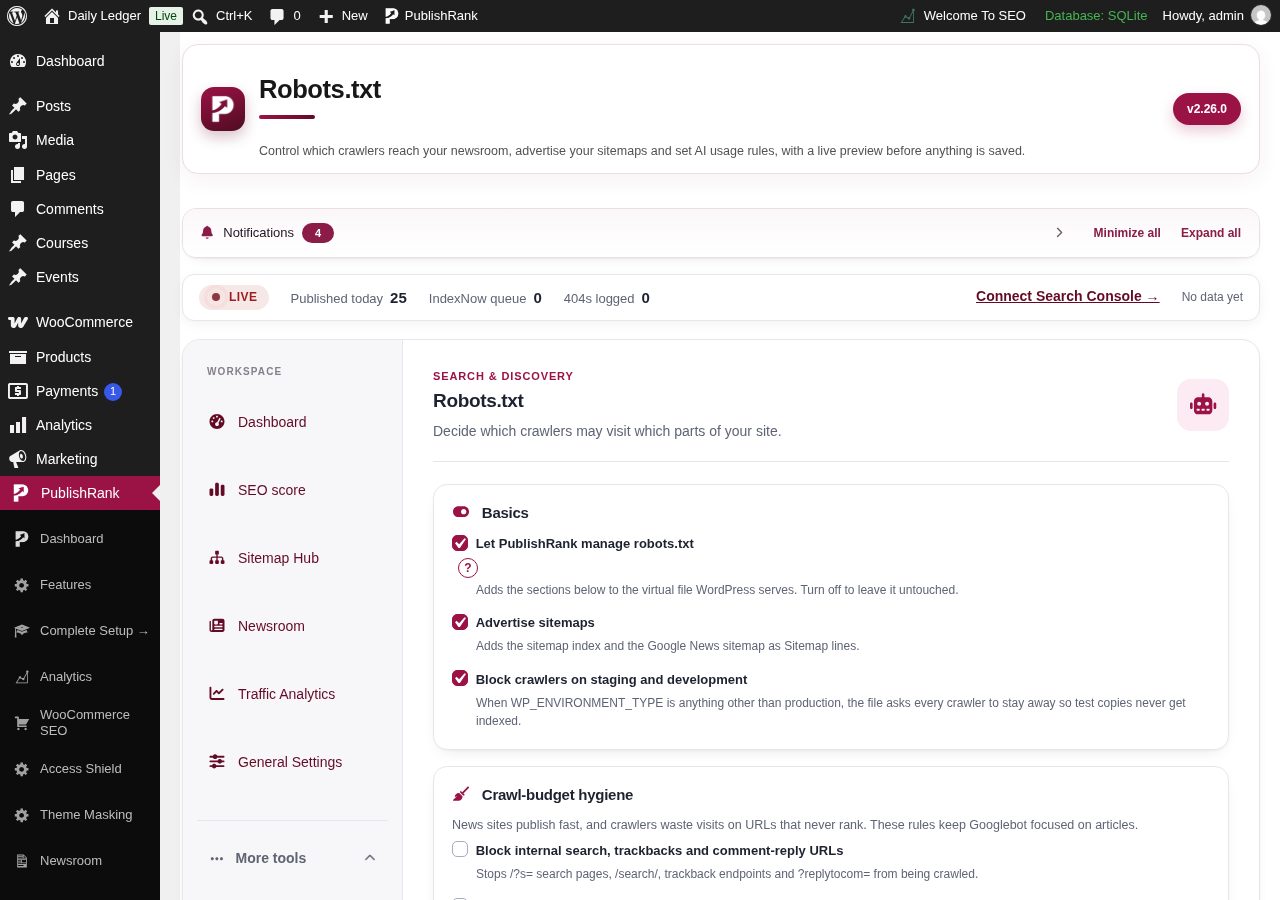 Daily Ledger Live Ctrl+K 0 New PublishRank Welcome To SEO Database: SQLite Howdy, admin
Dashboard
Posts
Media
Pages
Comments
Courses
Events
WooCommerce
Products
Payments 1
Analytics
Marketing
PublishRank
Dashboard
Features
Complete Setup →
Analytics
WooCommerce
SEO
Access Shield
Theme Masking
Newsroom
Robots.txt
Control which crawlers reach your newsroom, advertise your sitemaps and set AI usage rules, with a live preview before anything is saved.
v2.26.0
Notifications 4 Minimize all Expand all
LIVE Published today 25 IndexNow queue 0 404s logged 0 Connect Search Console → No data yet
WORKSPACE
Dashboard
SEO score
Sitemap Hub
Newsroom
Traffic Analytics
General Settings
More tools
SEARCH & DISCOVERY
Robots.txt
Decide which crawlers may visit which parts of your site.
Basics
Let PublishRank manage robots.txt
?
Adds the sections below to the virtual file WordPress serves. Turn off to leave it untouched.
Advertise sitemaps
Adds the sitemap index and the Google News sitemap as Sitemap lines.
Block crawlers on staging and development
When WP_ENVIRONMENT_TYPE is anything other than production, the file asks every crawler to stay away so test copies never get
indexed.
Crawl-budget hygiene
News sites publish fast, and crawlers waste visits on URLs that never rank. These rules keep Googlebot focused on articles.
Block internal search, trackbacks and comment-reply URLs
Stops /?s= search pages, /search/, trackback endpoints and ?replytocom= from being crawled.